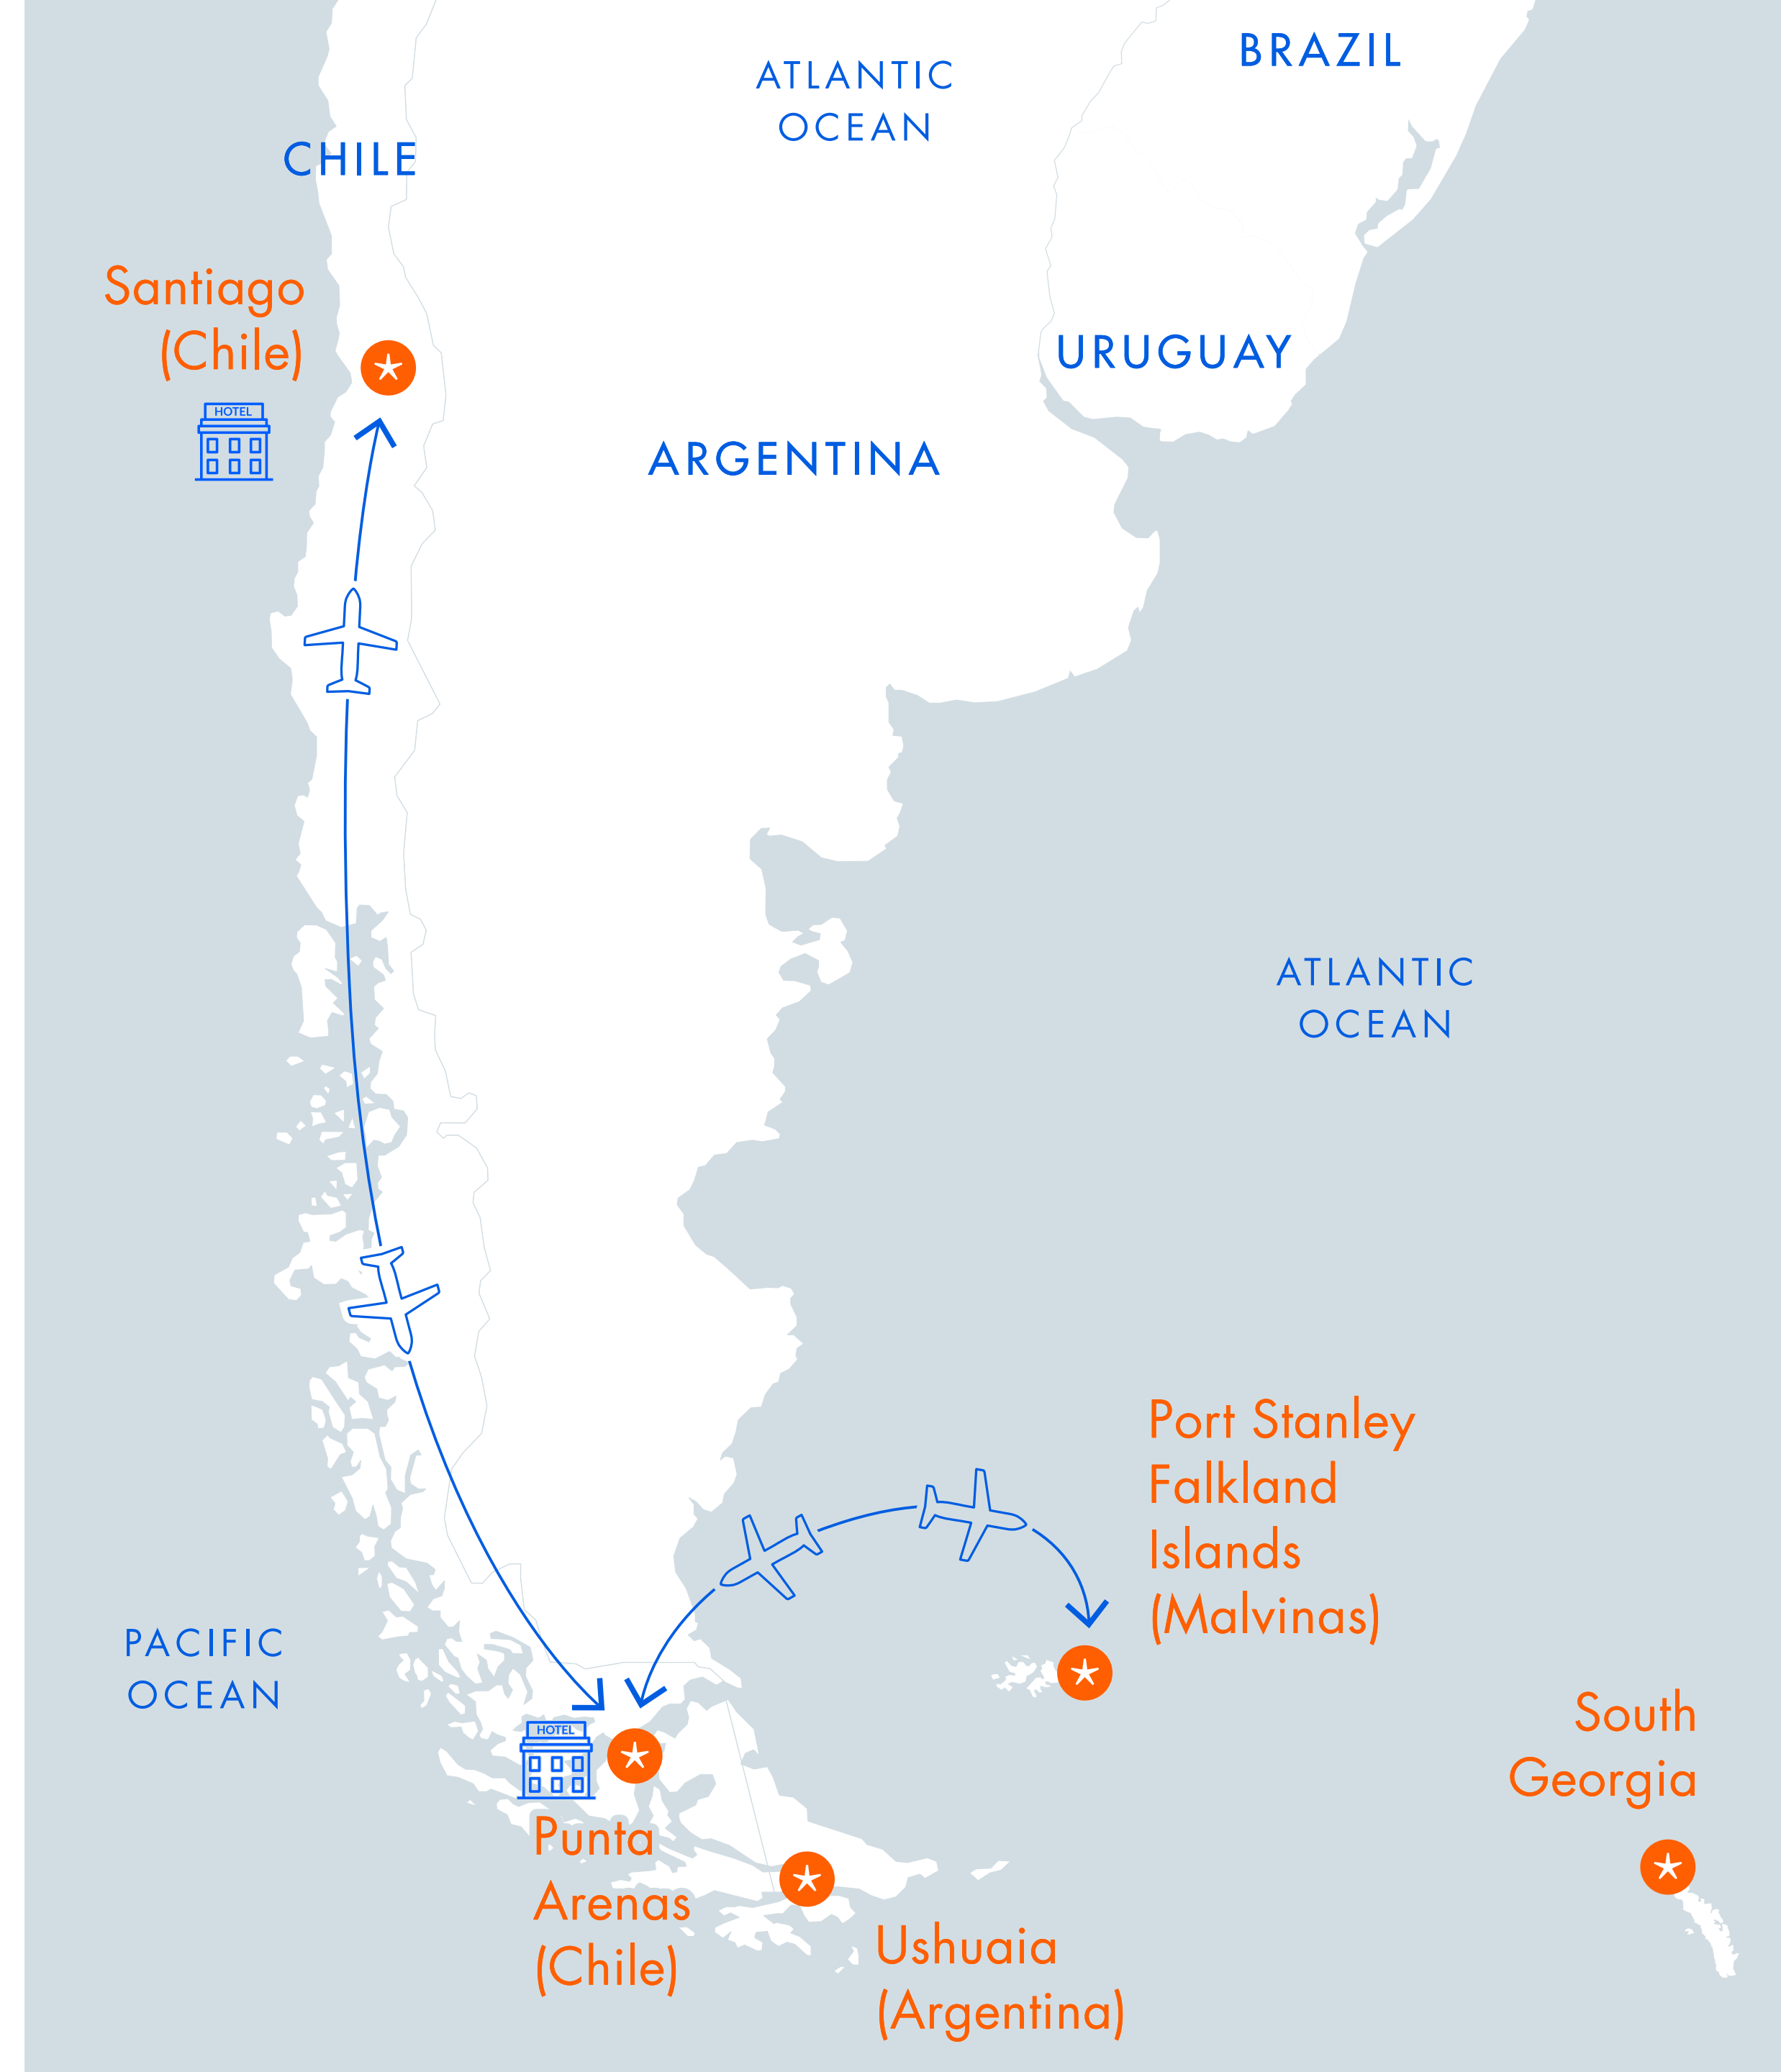 BRAZIL
ATLANTIC
OCEAN
CHILE
Santiago
(Chile)
HOTEL
URUGUAY
ARGENTINA
ATLANTIC
OCEAN
Port Stanley
Falkland
Islands
(Malvinas)
PACIFIC
OCEAN
South
Georgia
HOTEL
Punta
Arenas
(Chile)
Ushuaia
(Argentina)